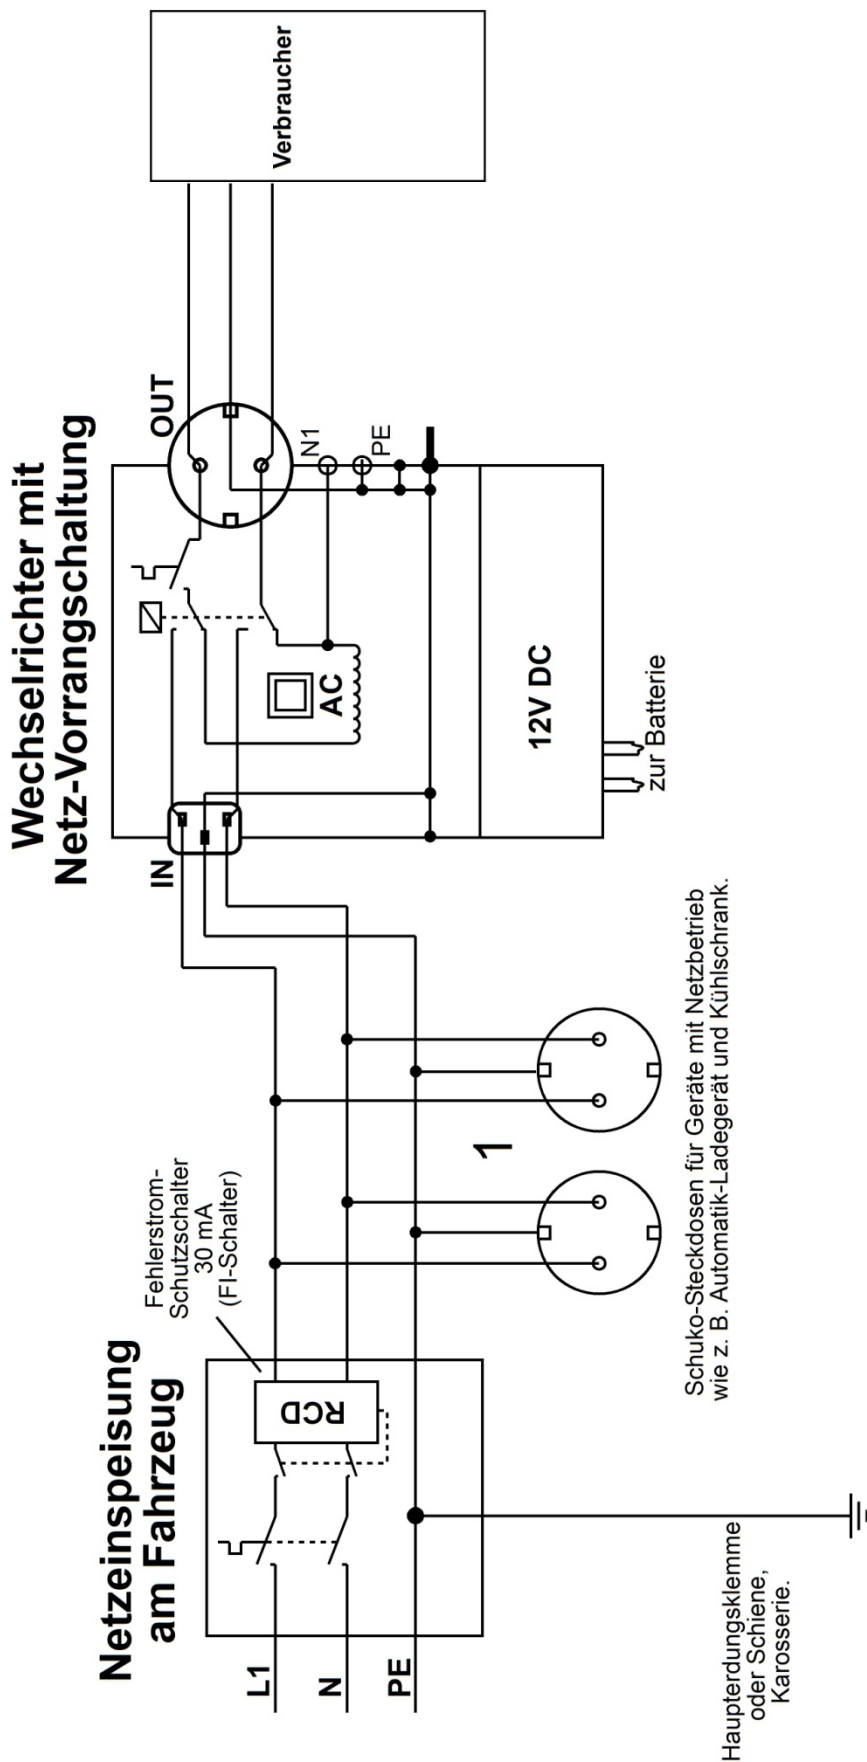 Netzeinspeisung
am Fahrzeug
L1
N
PE
RCD
Fehlerstrom-
Schutzschalter
30 mA
(FI-Schalter)
Haupterdungsklemme
oder Schiene,
Karosserie.
1
Schuko-Steckdosen für Geräte mit Netzbetrieb
wie z. B. Automatik-Ladegerät und Kühlschrank.
Wechselrichter mit
Netz-Vorrangschaltung
IN
OUT
AC
N1
PE
12V DC
zur Batterie
Verbraucher